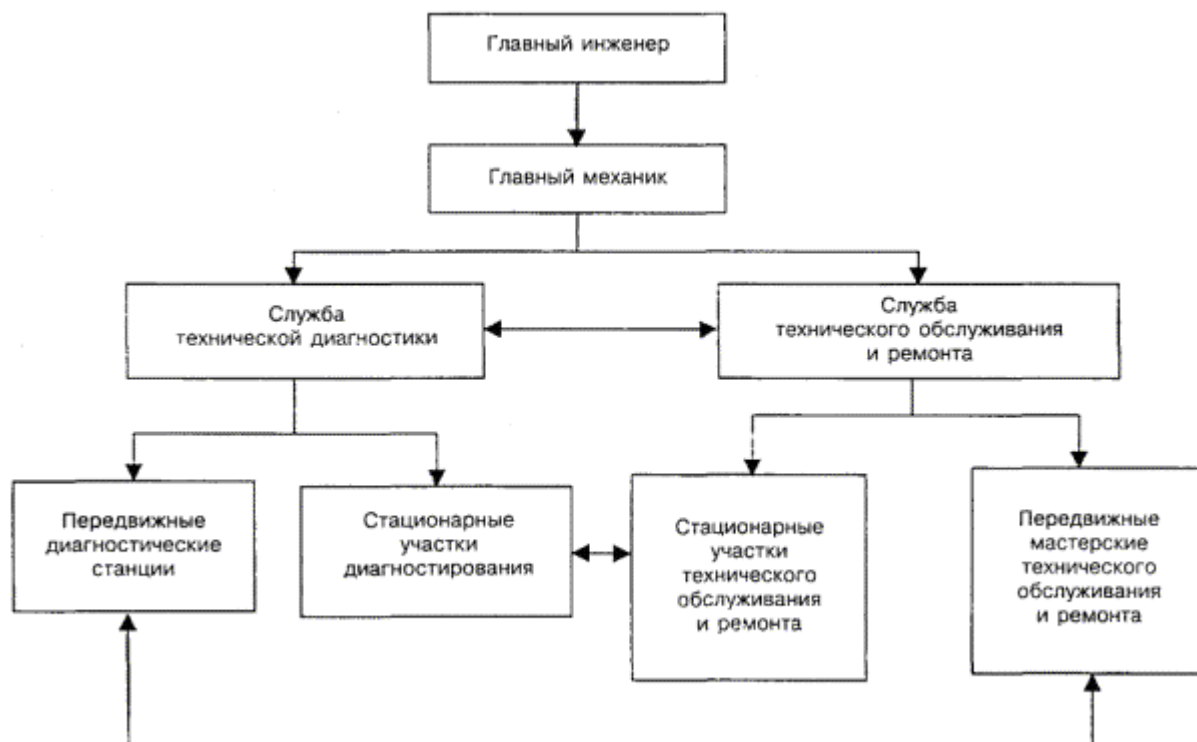 Главный инженер
Главный механик
Служба
технической диагностики
Служба
технического обслуживания
и ремонта
Передвижные
диагностические
станции
Стационарные
участки
диагностирования
Стационарные
участки
технического
обслуживания
и ремонта
Передвижные
мастерские
технического
обслуживания
и ремонта